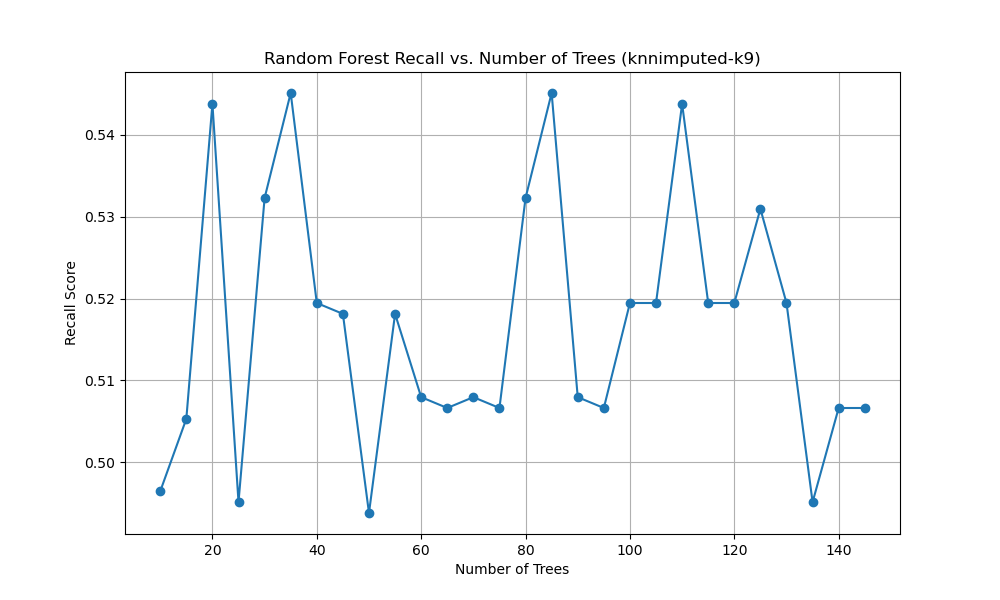 Random Forest Recall vs. Number of Trees (knnimputed-k9)
Recall Score
0.54
0.53
0.52
0.51
0.50
20 40 60 80 100 120 140
Number of Trees